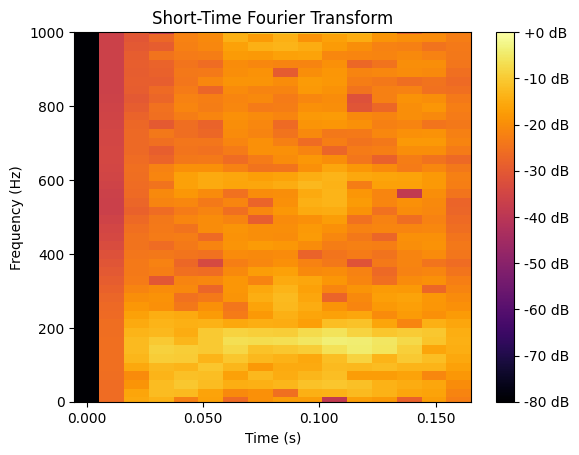 Short-Time Fourier Transform
1000
800
600
400
200
0
Frequency (Hz)
0.000
0.050
0.100
0.150
Time (s)
+0 dB
-10 dB
-20 dB
-30 dB
-40 dB
-50 dB
-60 dB
-70 dB
-80 dB